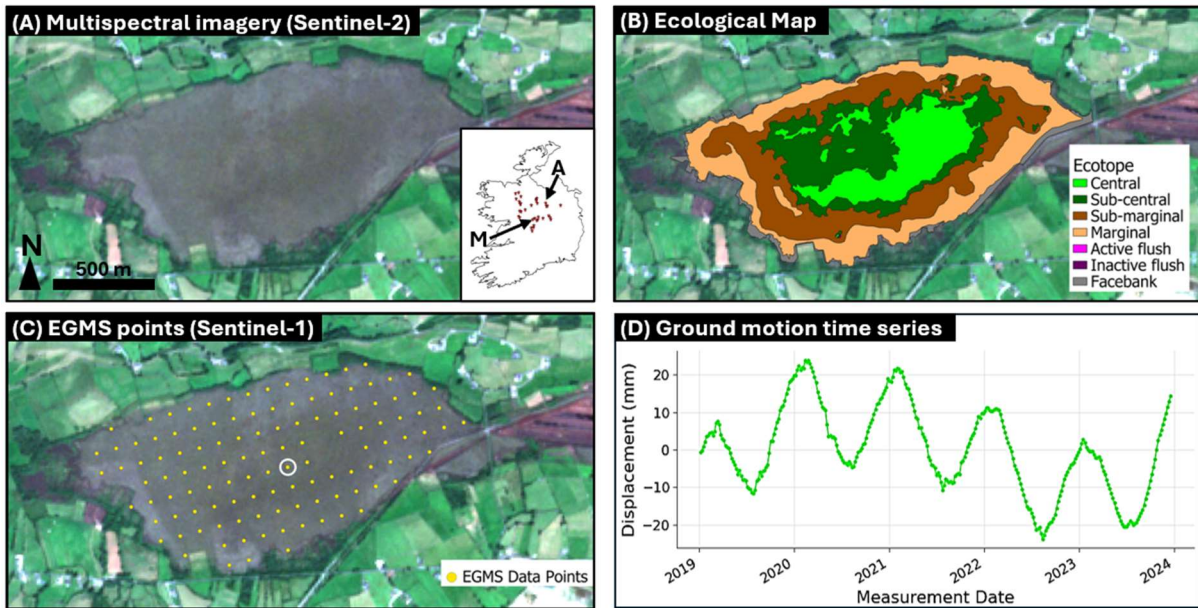 (A) Multispectral imagery (Sentinel-2)
A
M
N
500 m
(B) Ecological Map
Ecotope
Central
Sub-central
Sub-marginal
Marginal
Active flush
Inactive flush
Facebank
(C) EGMS points (Sentinel-1)
EGMS Data Points
(D) Ground motion time series
Displacement (mm)
20
10
0
−10
−20
2019
2020
2021
2022
2023
2024
Measurement Date